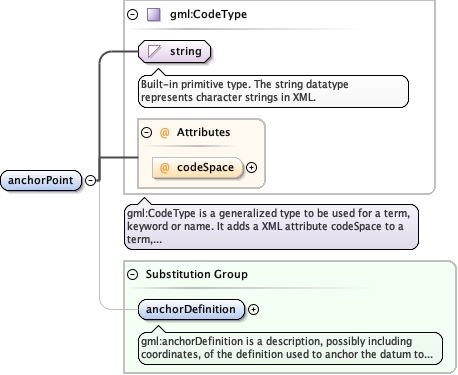 gml:CodeType
string
Built-in primitive type. The string datatype
represents character strings in XML.
@ Attributes
@ codeSpace
anchorPoint
gml:CodeType is a generalized type to be used for a term,
keyword or name. It adds a XML attribute codeSpace to a
term,...
Substitution Group
anchorDefinition
gml:anchorDefinition is a description, possibly including
coordinates, of the definition used to anchor the datum to...